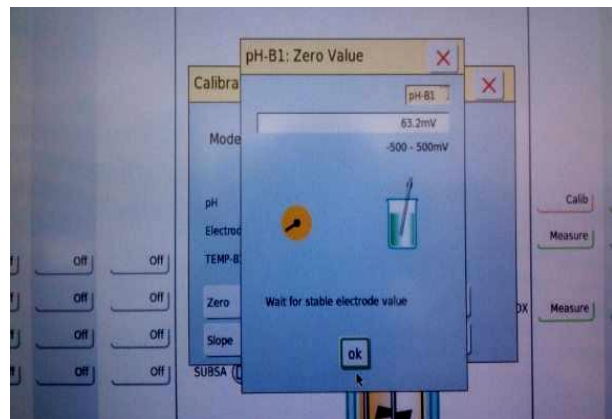 pH-B1: Zero Value
Calibra
pH-B1
63.2mV
-500 - 500mV
Mode
pH
Calib
Electrod
Measure
TEMP-B
Off
Off
Zero
Wait for stable electrode value
Measure
Off
Off
Slope
ok
Off
Off
SUBSA
Off
Off